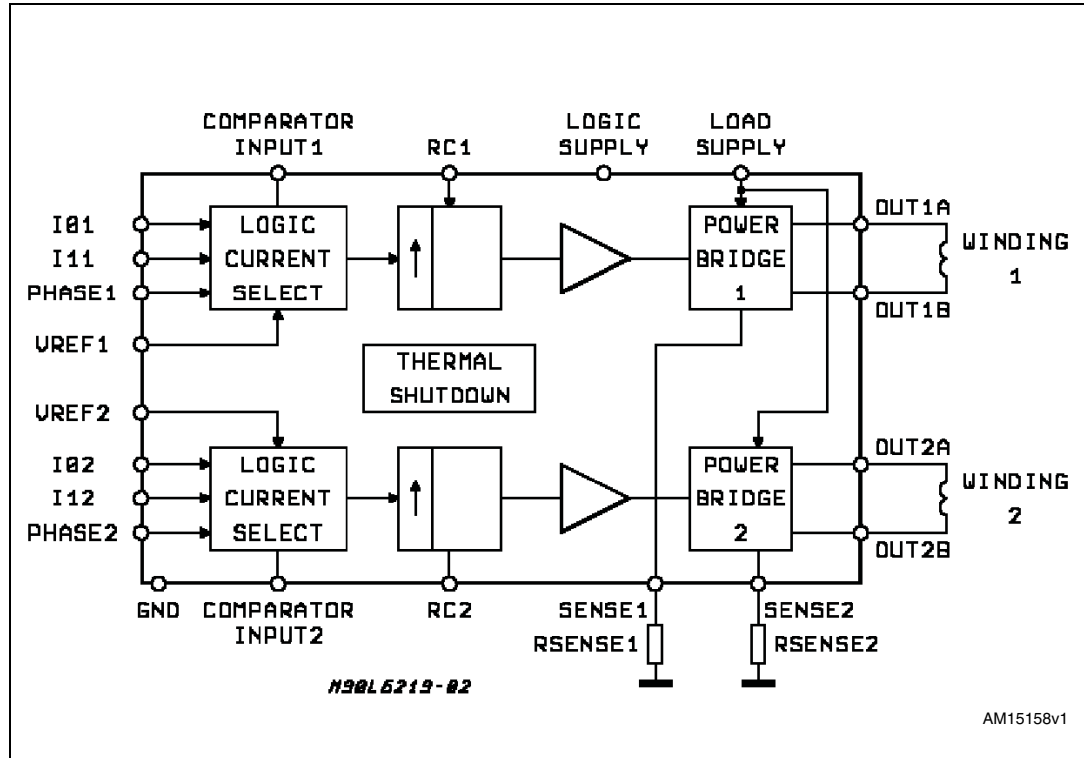 COMPARATOR
INPUT1
RC1
LOGIC
SUPPLY
LOAD
SUPPLY
I01
I11
PHASE1
VREF1
LOGIC
CURRENT
SELECT
POWER
BRIDGE
1
OUT1A
OUT1B
WINDING
1
THERMAL
SHUTDOWN
VREF2
I02
I12
PHASE2
LOGIC
CURRENT
SELECT
POWER
BRIDGE
2
OUT2A
OUT2B
WINDING
2
GND
COMPARATOR
INPUT2
RC2
SENSE1
RSENSE1
SENSE2
RSENSE2
M90L6219-02
AM15158v1